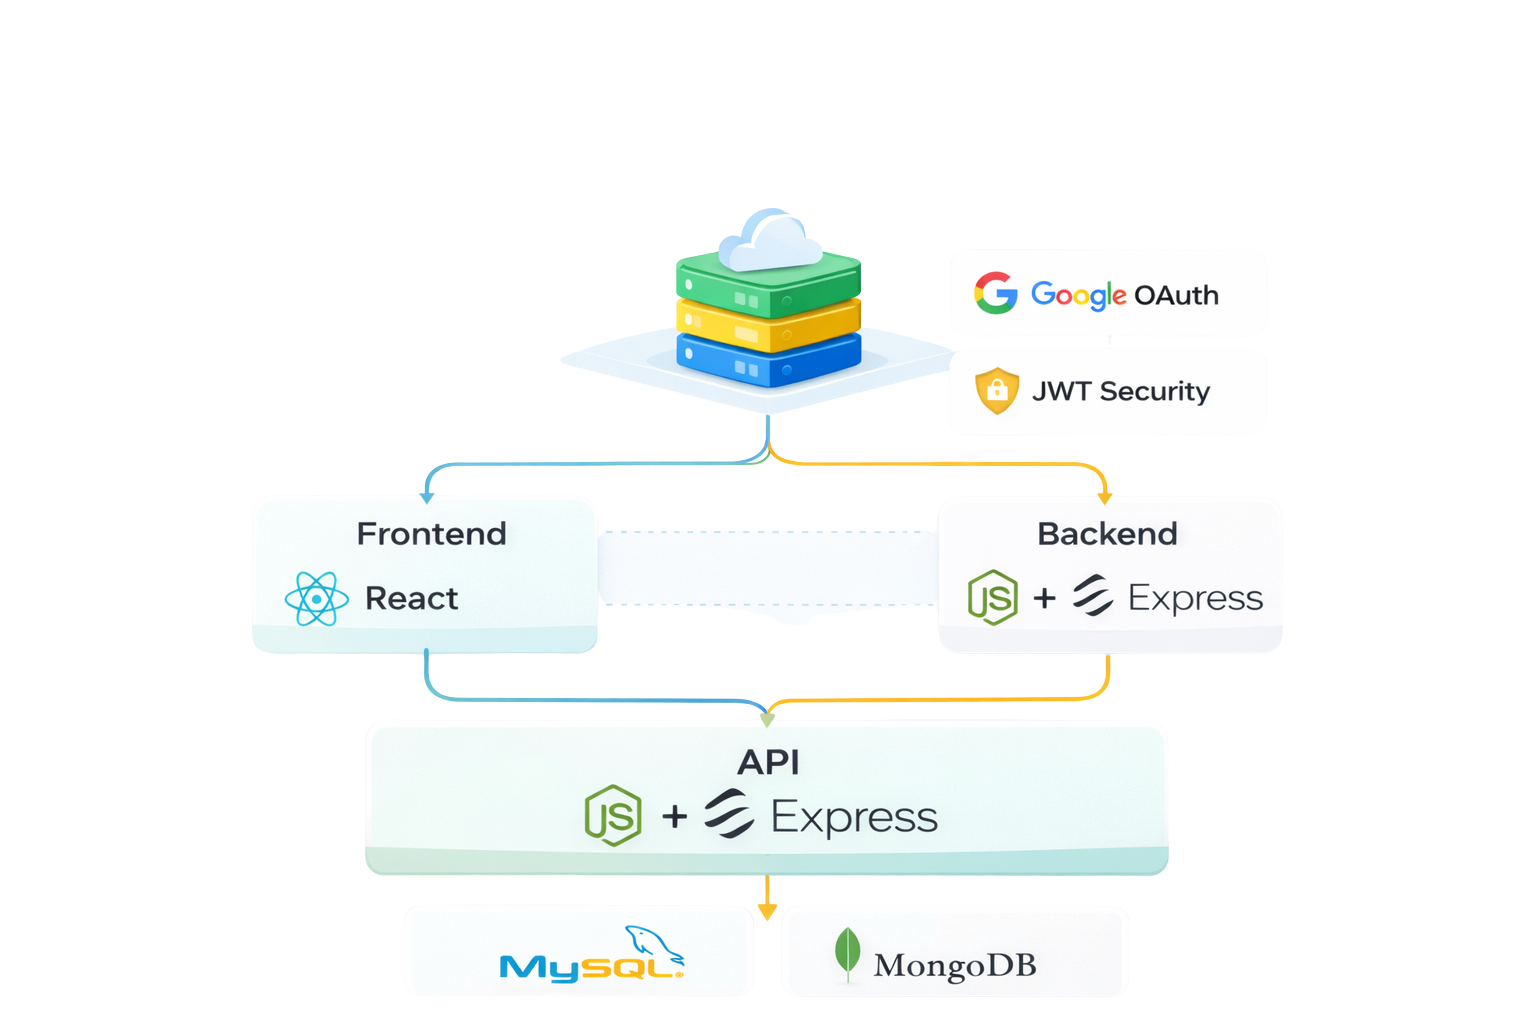 Google OAuth
JWT Security
Frontend
React
Backend
JS + Express
API
JS + Express
MySQL
MongoDB